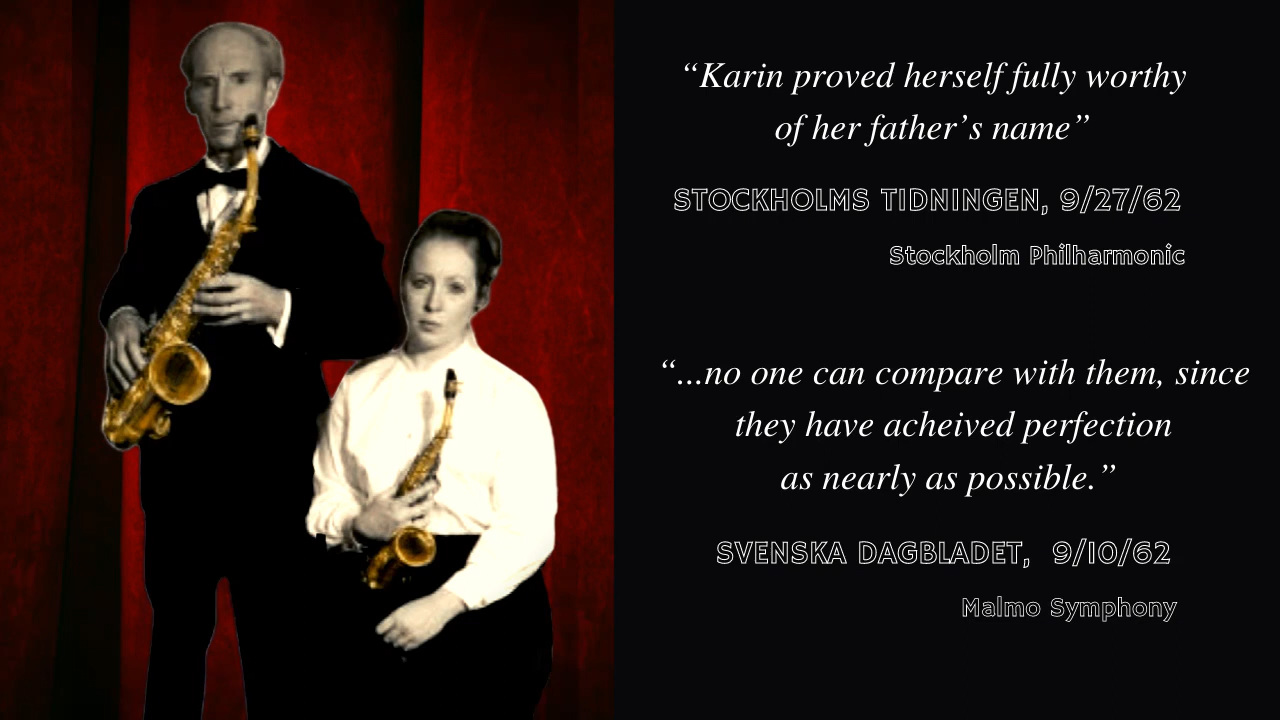 “Karin proved herself fully worthy
of her father’s name”
STOCKHOLMS TIDNINGEN, 9/27/62
Stockholm Philharmonic
“...no one can compare with them, since
they have acheived perfection
as nearly as possible.”
SVENSKA DAGBLADET, 9/10/62
Malmo Symphony